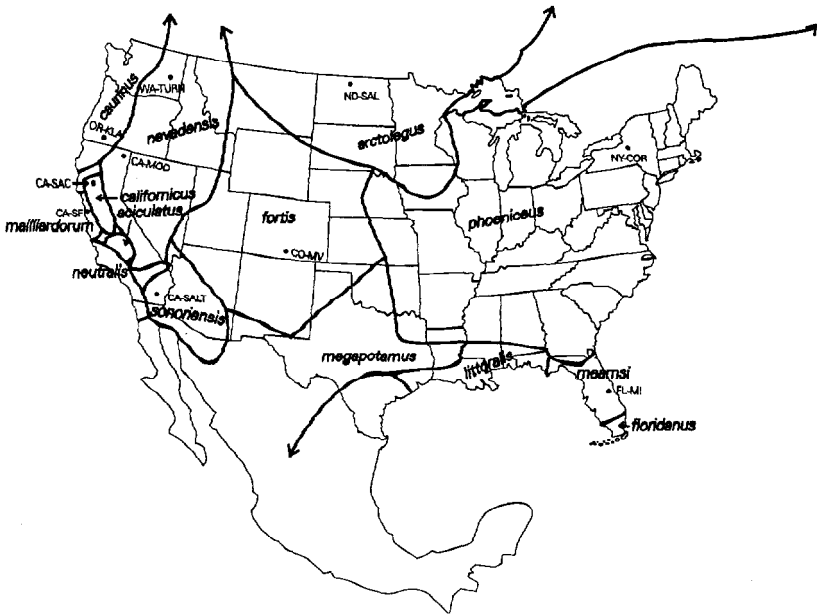 caurinus
WA-TURN
ND-SAL
OR-KLA
nevadensis
arctolegus
NY-COR
CA-MOD
CA-SAC
californicus
aciculatus
CA-SF
mailliardorum
fortis
phoeniceus
CO-MV
neutralis
CA-SALT
sonoriensis
megapotamus
littoralis
mearnsi
FL-MI
floridanus